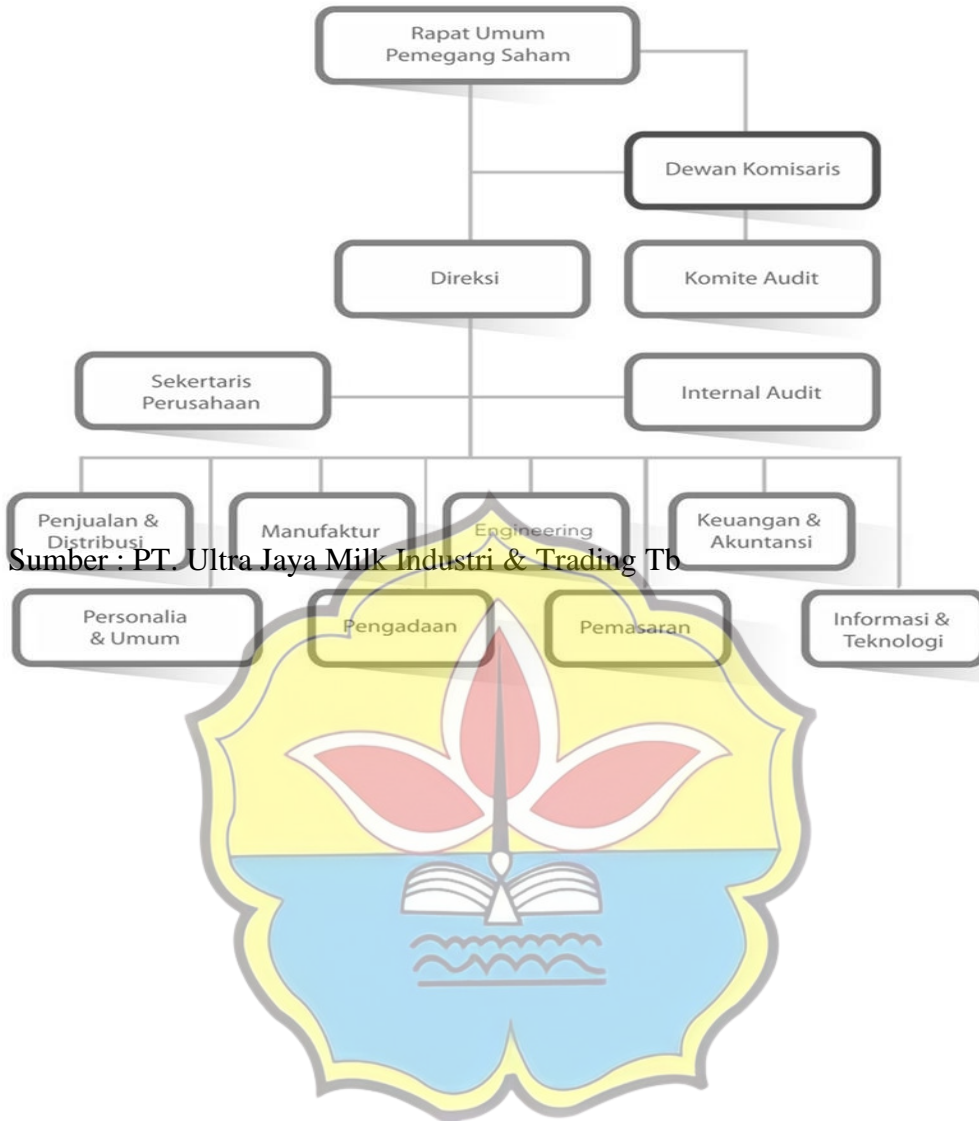 Rapat Umum
Pemegang Saham
Dewan Komisaris
Direksi
Komite Audit
Sekertaris
Perusahaan
Internal Audit
Penjualan &
Distribusi
Manufaktur
Engineering
Keuangan &
Akuntansi
Sumber : PT. Ultra Jaya Milk Industri & Trading Tb
Personalia
& Umum
Pengadaan
Pemasaran
Informasi &
Teknologi